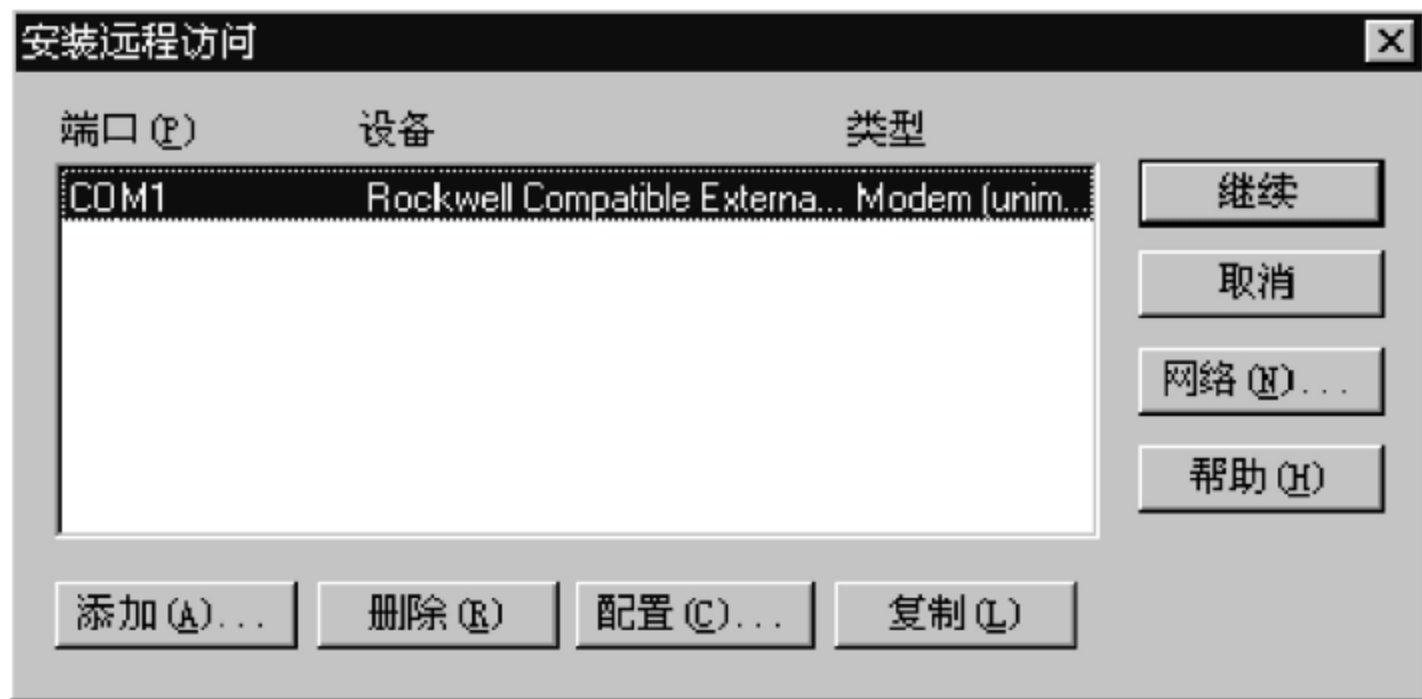 安装远程访问
端口(P) 设备 类型
COM1 Rockwell Compatible Externa... Modem (unim...
继续
取消
网络(N)...
帮助(H)
添加(A)... 删除(R) 配置(C)... 复制(L)